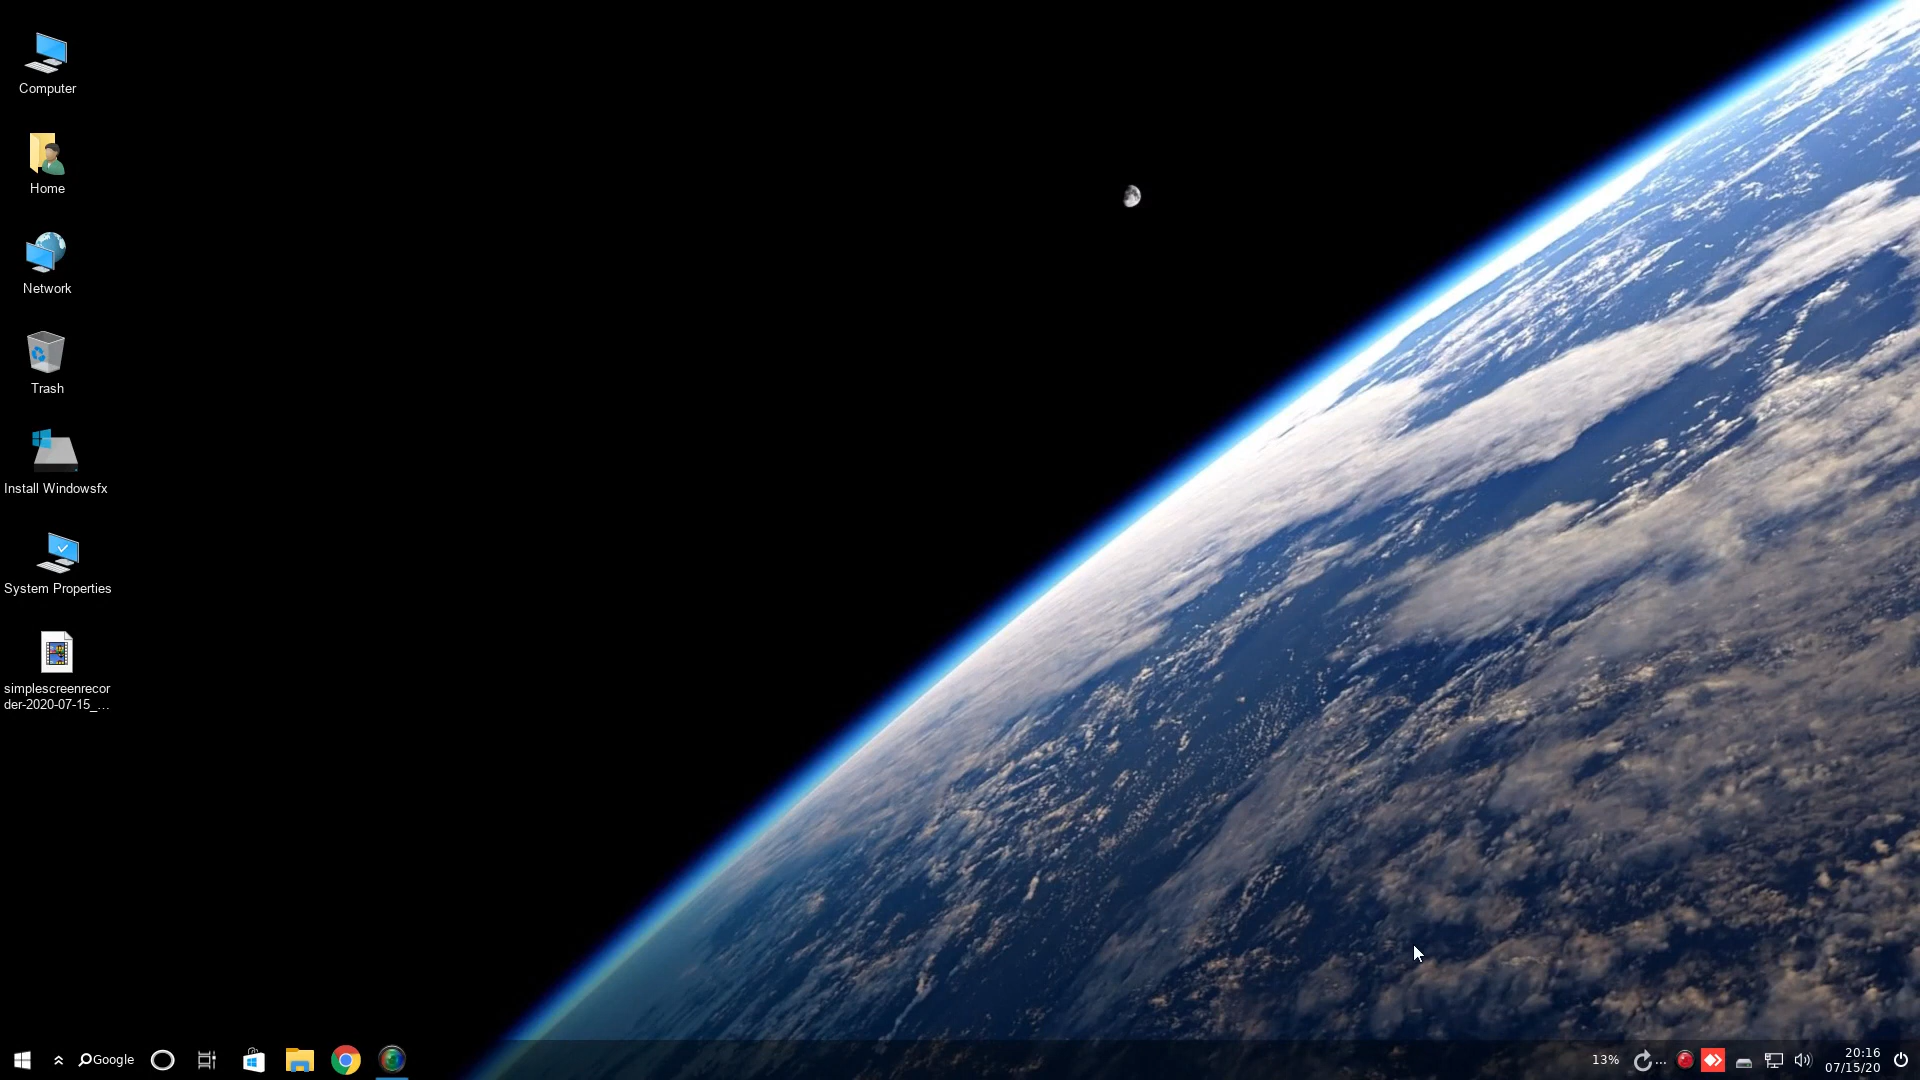 Computer
Home
Network
Trash
Install Windowsfx
System Properties
simplescreenrecor
der-2020-07-15_...
Google
13%
...
20:16
07/15/20